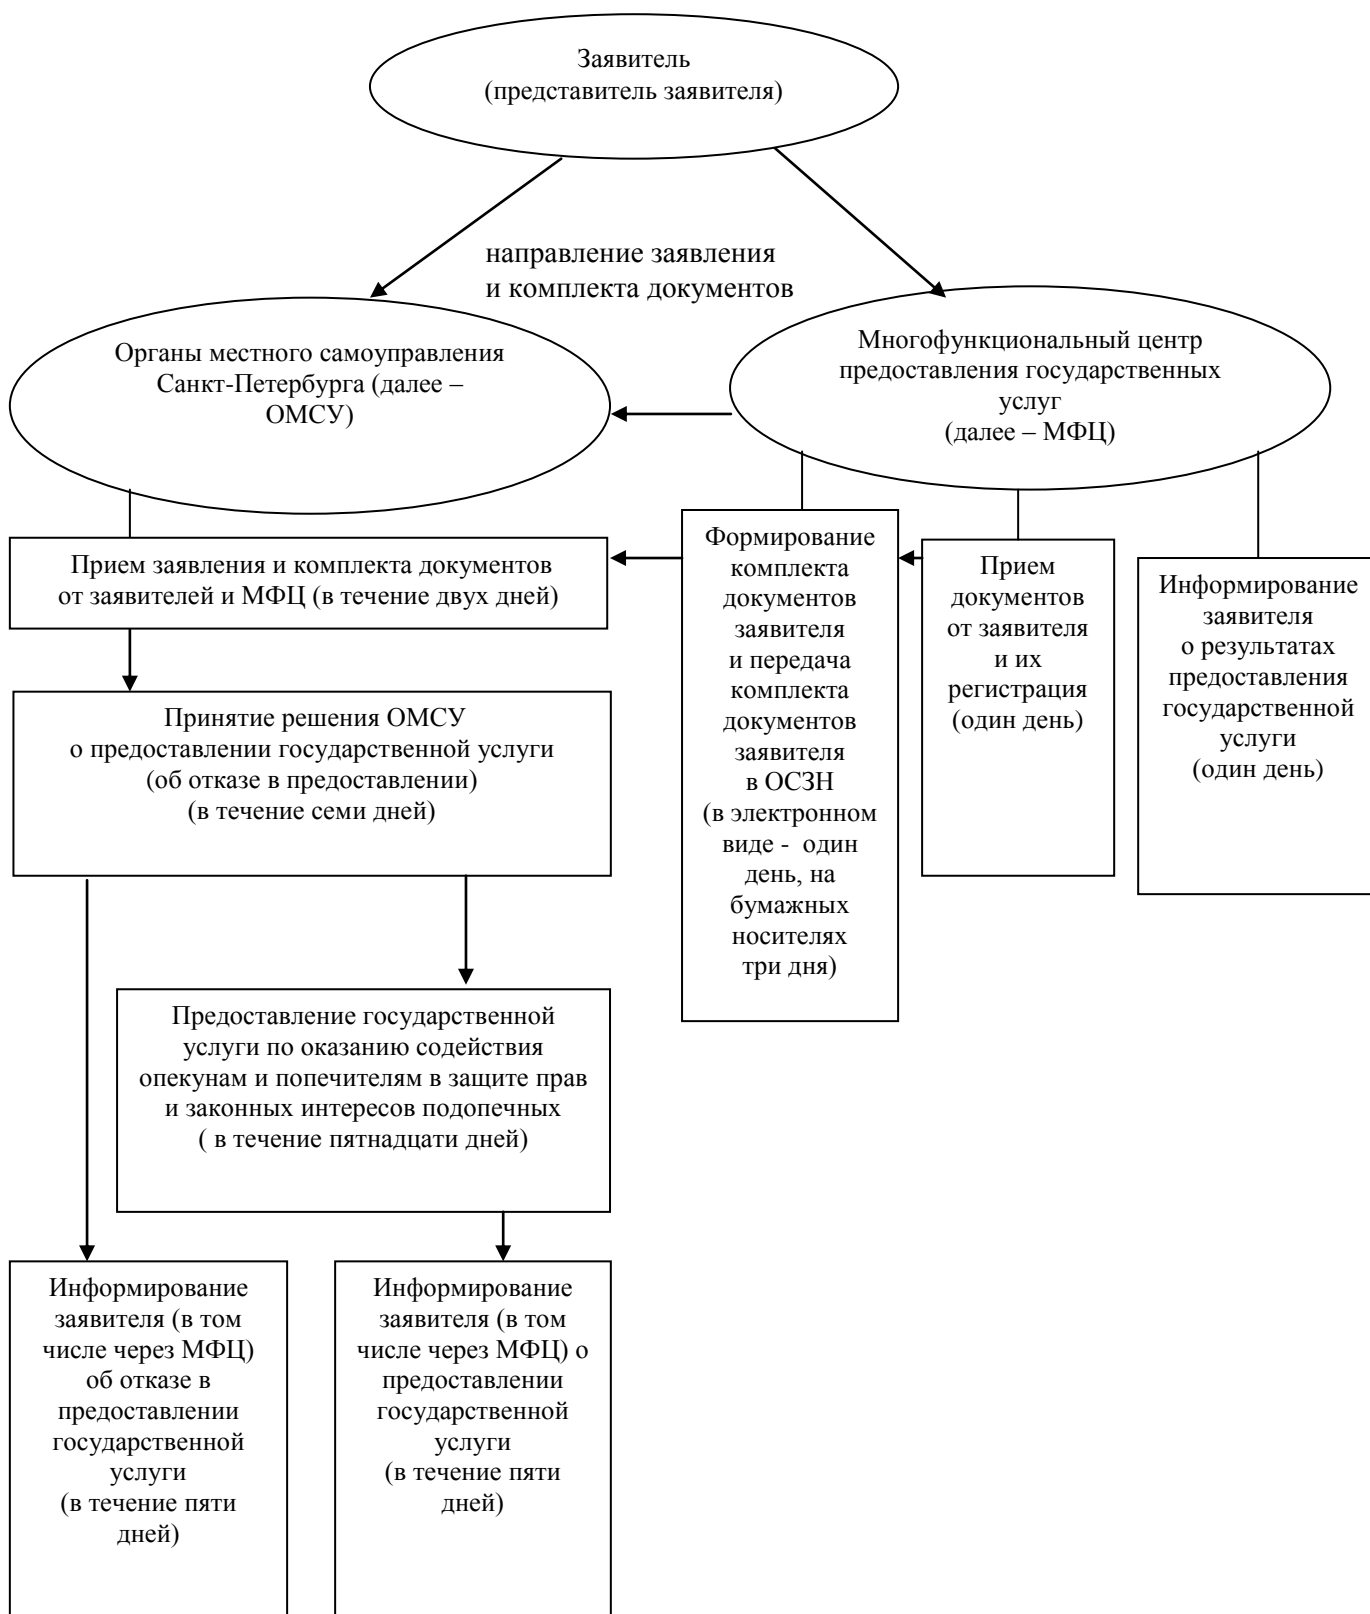 Заявитель
(представитель заявителя)
направление заявления
и комплекта документов
Органы местного самоуправления
Санкт-Петербурга (далее –
ОМСУ)
Многофункциональный центр
предоставления государственных
услуг
(далее – МФЦ)
Прием заявления и комплекта документов
от заявителей и МФЦ (в течение двух дней)
Формирование
комплекта
документов
заявителя
и передача
комплекта
документов
заявителя
в ОСЗН
(в электронном
виде -  один
день, на
бумажных
носителях
три дня)
Прием
документов
от заявителя
и их
регистрация
(один день)
Информирование
заявителя
о результатах
предоставления
государственной
услуги
(один день)
Принятие решения ОМСУ
о предоставлении государственной услуги
(об отказе в предоставлении)
(в течение семи дней)
Предоставление государственной
услуги по оказанию содействия
опекунам и попечителям в защите прав
и законных интересов подопечных
( в течение пятнадцати дней)
Информирование
заявителя (в том
числе через МФЦ)
об отказе в
предоставлении
государственной
услуги
(в течение пяти
дней)
Информирование
заявителя (в том
числе через МФЦ) о
предоставлении
государственной
услуги
(в течение пяти
дней)